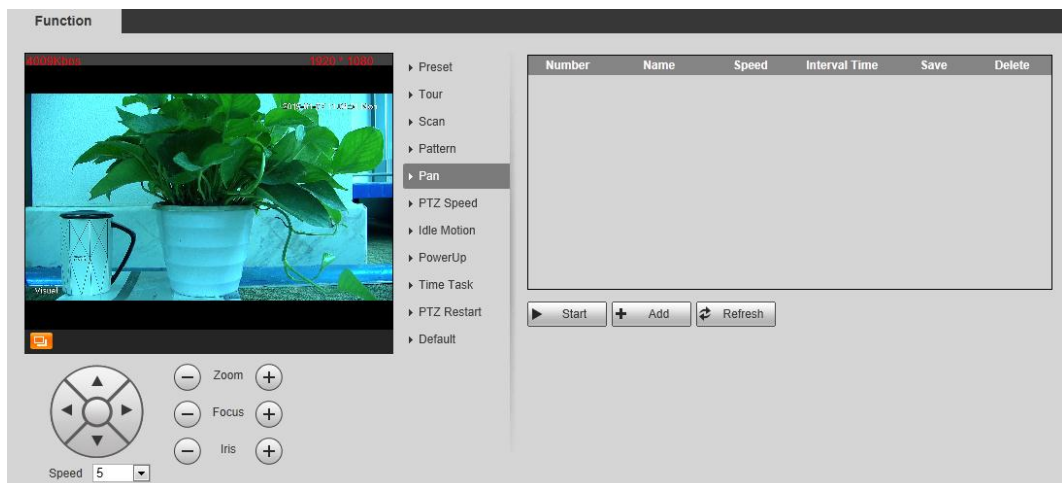 Function
4009Kbps 1920 * 1080
Visual
Preset
Tour
Scan
Pattern
Pan
PTZ Speed
Idle Motion
PowerUp
Time Task
PTZ Restart
Default
Number Name Speed Interval Time Save Delete
Start Add Refresh
Zoom
Focus
Iris
Speed 5